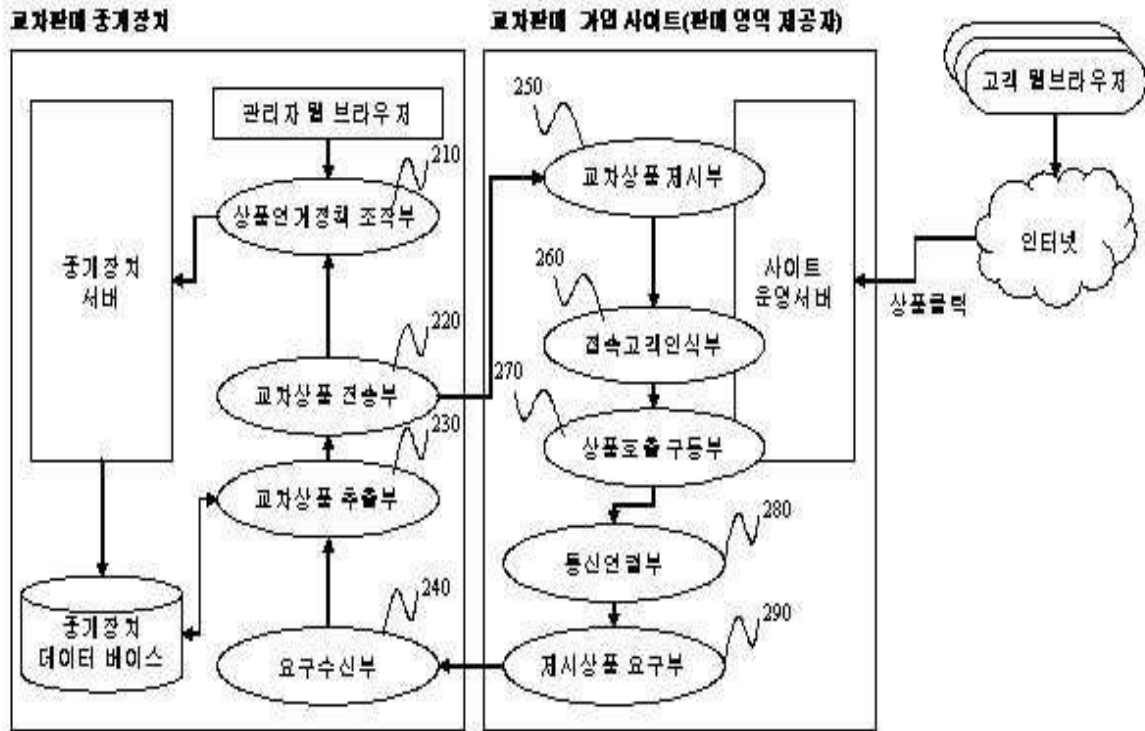 교차판매 중개장치
교차판매 가입 사이트(판매 영역 제공자)
고객 웹브라우저
관리자 웹 브라우저
210
상품연계정책 조작부
중개장치
서버
220
교차상품 전송부
230
교차상품 추출부
240
요구수신부
중개장치
데이터 베이스
250
교차상품 제시부
260
접속고객인식부
270
상품호출 구동부
280
통신연결부
290
제시상품 요구부
사이트
운영서버
상품클릭
인터넷